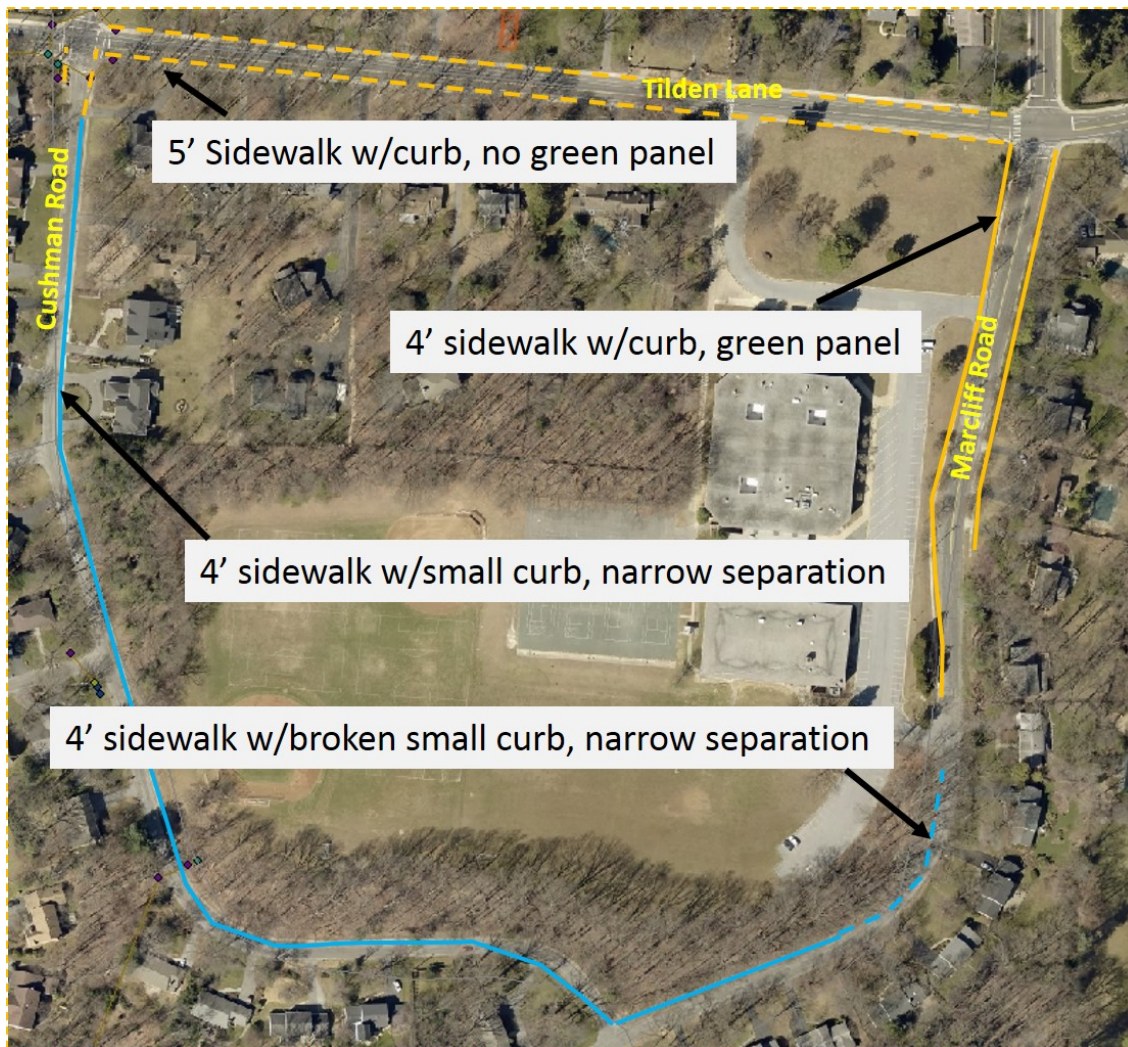 Tilden Lane
5’ Sidewalk w/curb, no green panel
Cushman Road
4’ sidewalk w/curb, green panel
Marcliff Road
4’ sidewalk w/small curb, narrow separation
4’ sidewalk w/broken small curb, narrow separation